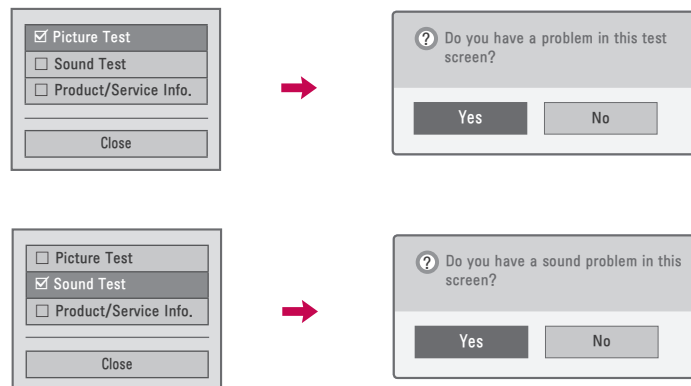 ☑ Picture Test
☐ Sound Test
☐ Product/Service Info.
Close
? Do you have a problem in this test
screen?
Yes No
☐ Picture Test
☑ Sound Test
☐ Product/Service Info.
Close
? Do you have a sound problem in this
screen?
Yes No